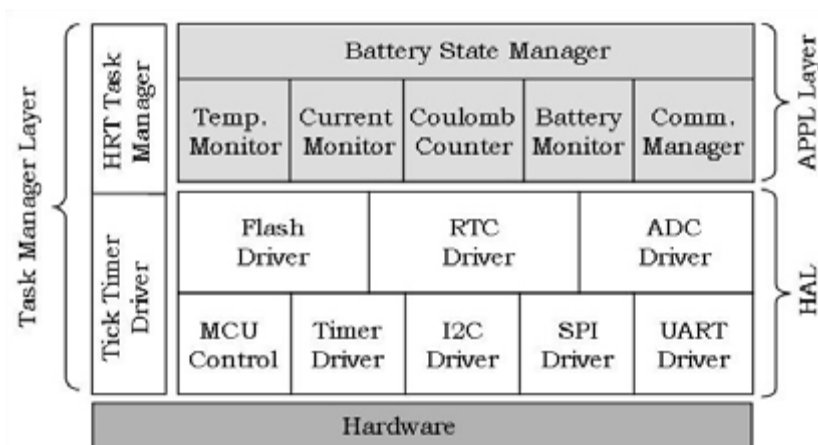 Task Manager Layer
HRT Task
Manager
Tick Timer
Driver
Battery State Manager
Temp.
Monitor
Current
Monitor
Coulomb
Counter
Battery
Monitor
Comm.
Manager
APPL Layer
Flash
Driver
RTC
Driver
ADC
Driver
MCU
Control
Timer
Driver
I2C
Driver
SPI
Driver
UART
Driver
HAL
Hardware